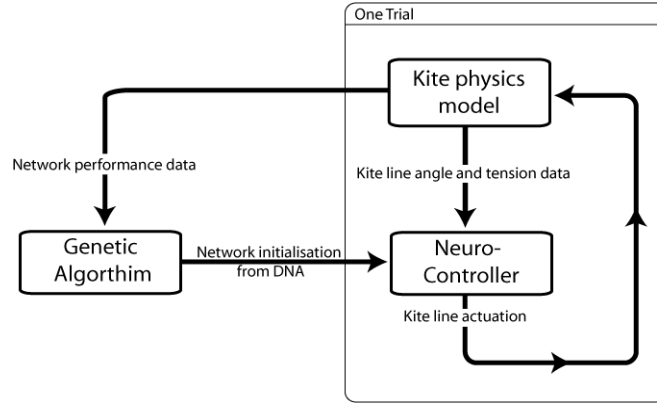 One Trial
Kite physics
model
Network performance data
Kite line angle and tension data
Genetic
Algorthim
Network initialisation
from DNA
Neuro-
Controller
Kite line actuation